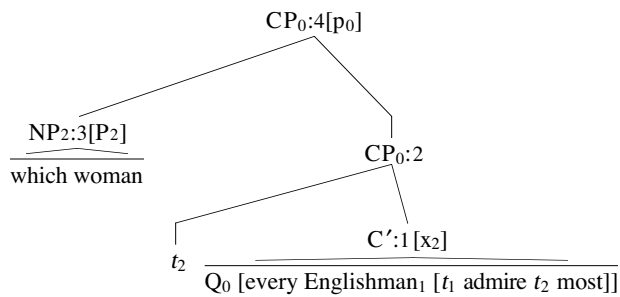 CP₀:4[p₀]
NP₂:3[P₂]
which woman
CP₀:2
t₂
C′:1[x₂]
Q₀ [every Englishman₁ [t₁ admire t₂ most]]